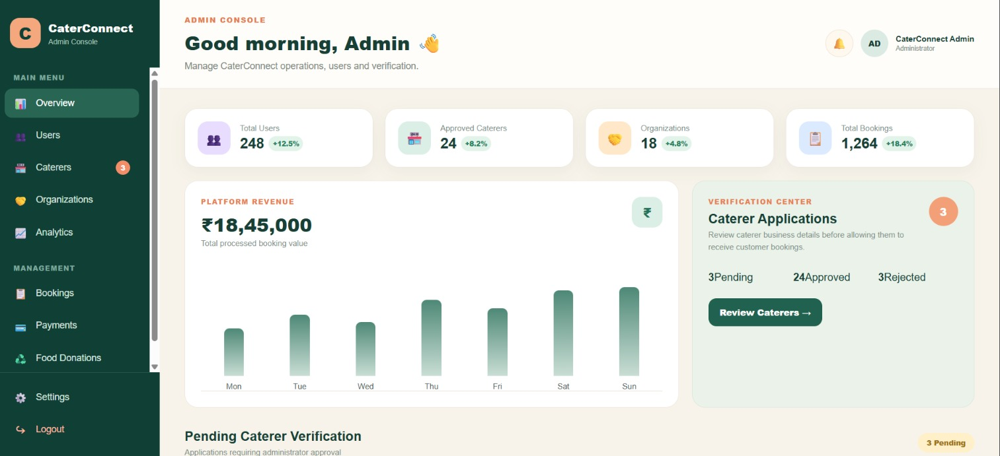 C
CaterConnect
Admin Console
MAIN MENU
Overview
Users
Caterers 3
Organizations
Analytics
MANAGEMENT
Bookings
Payments
Food Donations
Settings
Logout
ADMIN CONSOLE
Good morning, Admin 👋
Manage CaterConnect operations, users and verification.
AD
CaterConnect Admin
Administrator
Total Users
248 +12.5%
Approved Caterers
24 +8.2%
Organizations
18 +4.8%
Total Bookings
1,264 +18.4%
PLATFORM REVENUE
₹18,45,000
Total processed booking value
₹
Mon Tue Wed Thu Fri Sat Sun
VERIFICATION CENTER
Caterer Applications
3
Review caterer business details before allowing them to
receive customer bookings.
3Pending 24Approved 3Rejected
Review Caterers →
Pending Caterer Verification
Applications requiring administrator approval
3 Pending